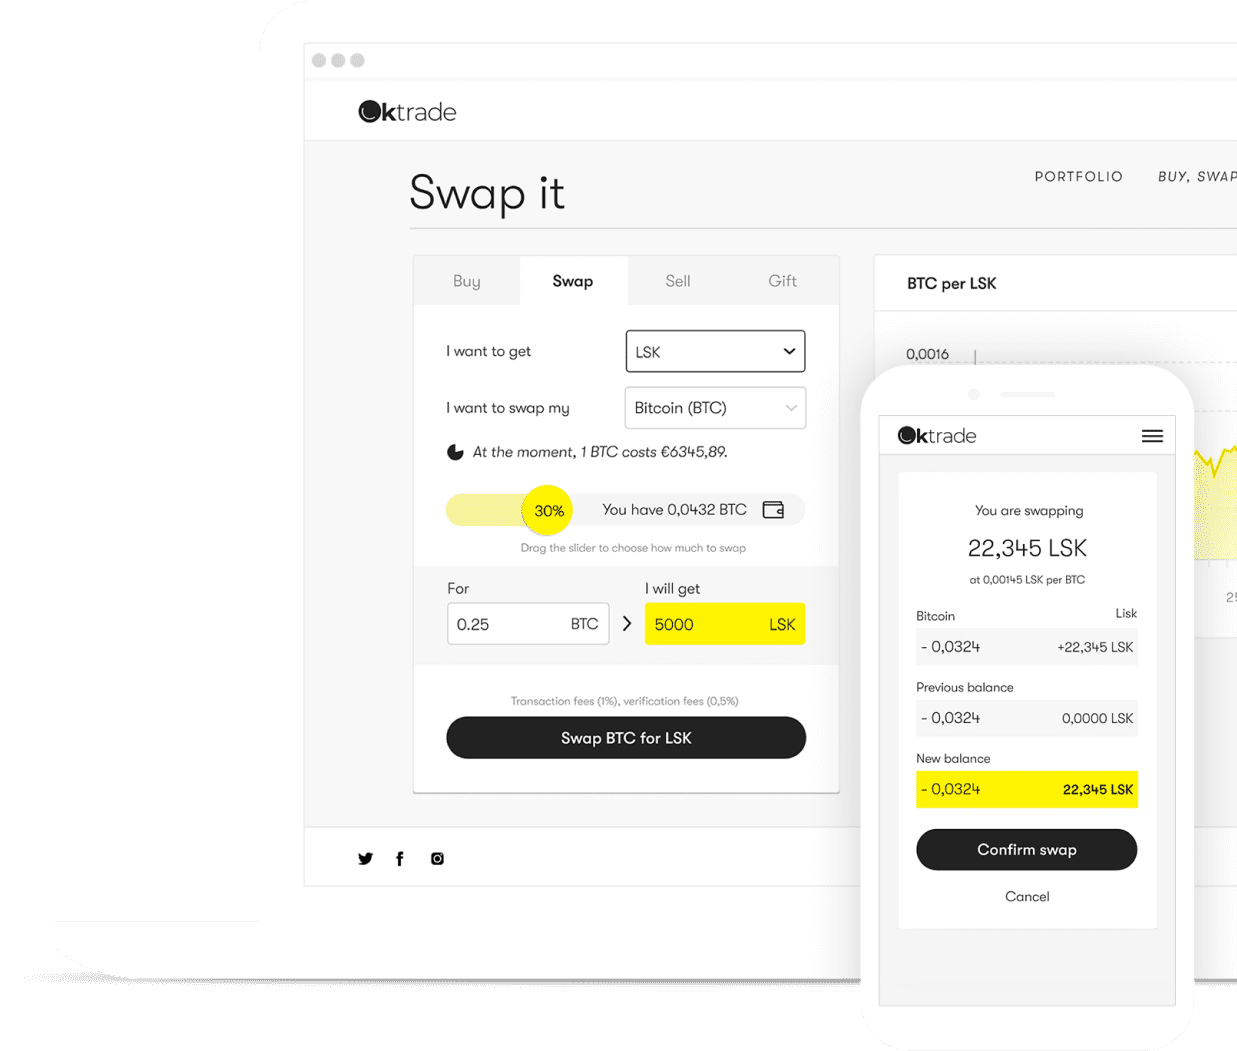 Oktrade
Swap it
PORTFOLIO
BUY, SWAP
Buy
Swap
Sell
Gift
I want to get
LSK
I want to swap my
Bitcoin (BTC)
At the moment, 1 BTC costs €6345,89.
30%
You have 0,0432 BTC
Drag the slider to choose how much to swap
For
I will get
0.25 BTC
5000 LSK
Transaction fees (1%), verification fees (0,5%)
Swap BTC for LSK
BTC per LSK
0,0016
Oktrade
You are swapping
22,345 LSK
at 0,00145 LSK per BTC
Bitcoin Lisk
- 0,0324 +22,345 LSK
Previous balance
- 0,0324 0,0000 LSK
New balance
- 0,0324 22,345 LSK
Confirm swap
Cancel